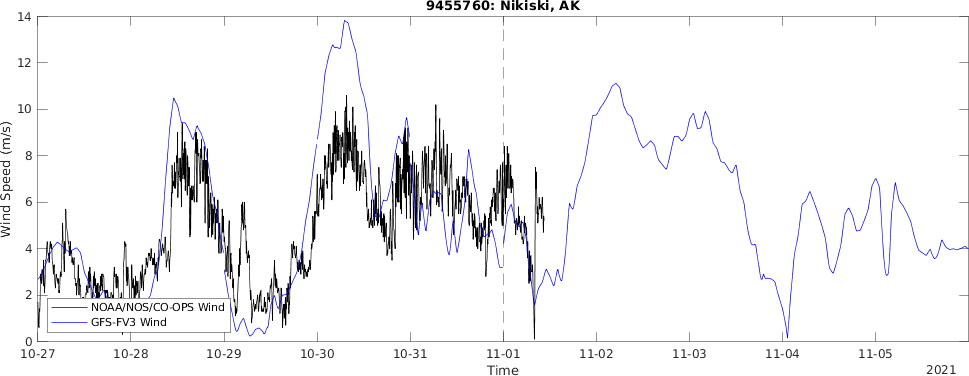 9455760: Nikiski, AK
Wind Speed (m/s)
14
12
10
8
6
4
2
0
NOAA/NOS/CO-OPS Wind
GFS-FV3 Wind
10-27 10-28 10-29 10-30 10-31 11-01 11-02 11-03 11-04 11-05
Time
2021